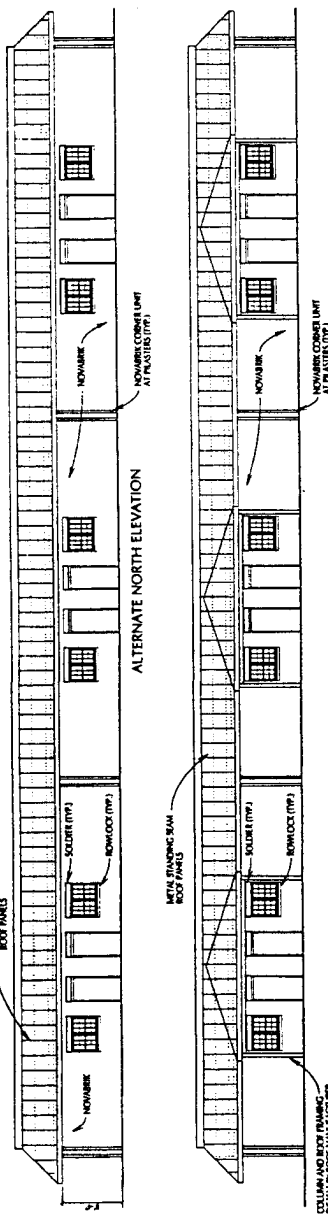 ROOF PANELS
NOVABRIK
SOLDIER (TYP.)
ROWLOCK (TYP.)
NOVABRIK
NOVABRIK CORNER UNIT
AT PILASTERS (TYP.)
ALTERNATE NORTH ELEVATION
METAL STANDING SEAM
ROOF PANELS
COLUMN AND ROOF FRAMING
SOLDIER (TYP.)
ROWLOCK (TYP.)
NOVABRIK
NOVABRIK CORNER UNIT
AT PILASTERS (TYP.)